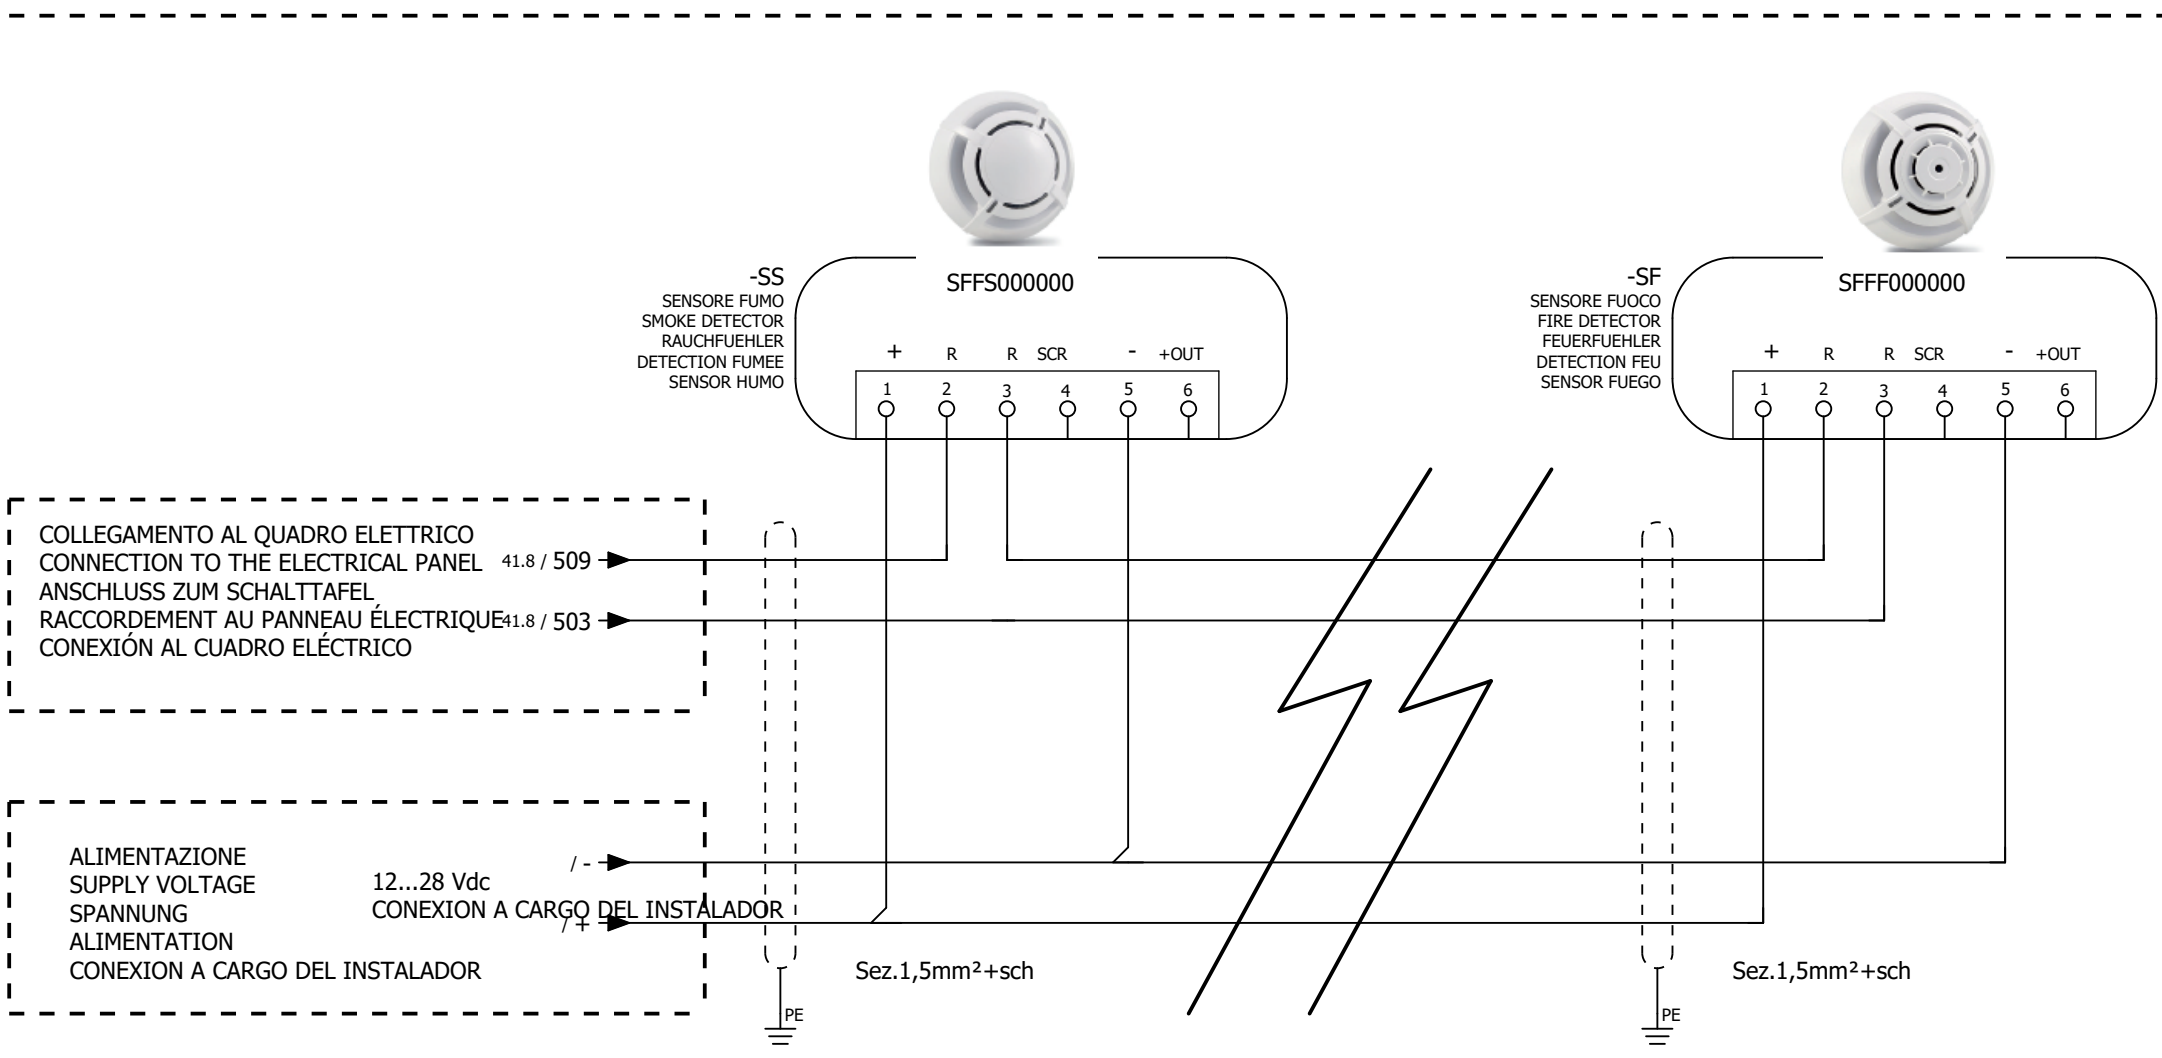 -SS
SENSORE FUMO
SMOKE DETECTOR
RAUCHFUEHLER
DETECTION FUMEE
SENSOR HUMO
SFFS000000
+ R R SCR - +OUT
1 2 3 4 5 6
-SF
SENSORE FUOCO
FIRE DETECTOR
FEUERFUEHLER
DETECTION FEU
SENSOR FUEGO
SFFF000000
+ R R SCR - +OUT
1 2 3 4 5 6
COLLEGAMENTO AL QUADRO ELETTRICO
CONNECTION TO THE ELECTRICAL PANEL
ANSCHLUSS ZUM SCHALTTAFEL
RACCORDEMENT AU PANNEAU ÉLECTRIQUE
CONEXIÓN AL CUADRO ELÉCTRICO
41.8 / 509
41.8 / 503
ALIMENTAZIONE
SUPPLY VOLTAGE
SPANNUNG
ALIMENTATION
CONEXION A CARGO DEL INSTALADOR
12...28 Vdc
CONEXION A CARGO DEL INSTALADOR
/ -
/ +
Sez.1,5mm²+sch
PE
Sez.1,5mm²+sch
PE